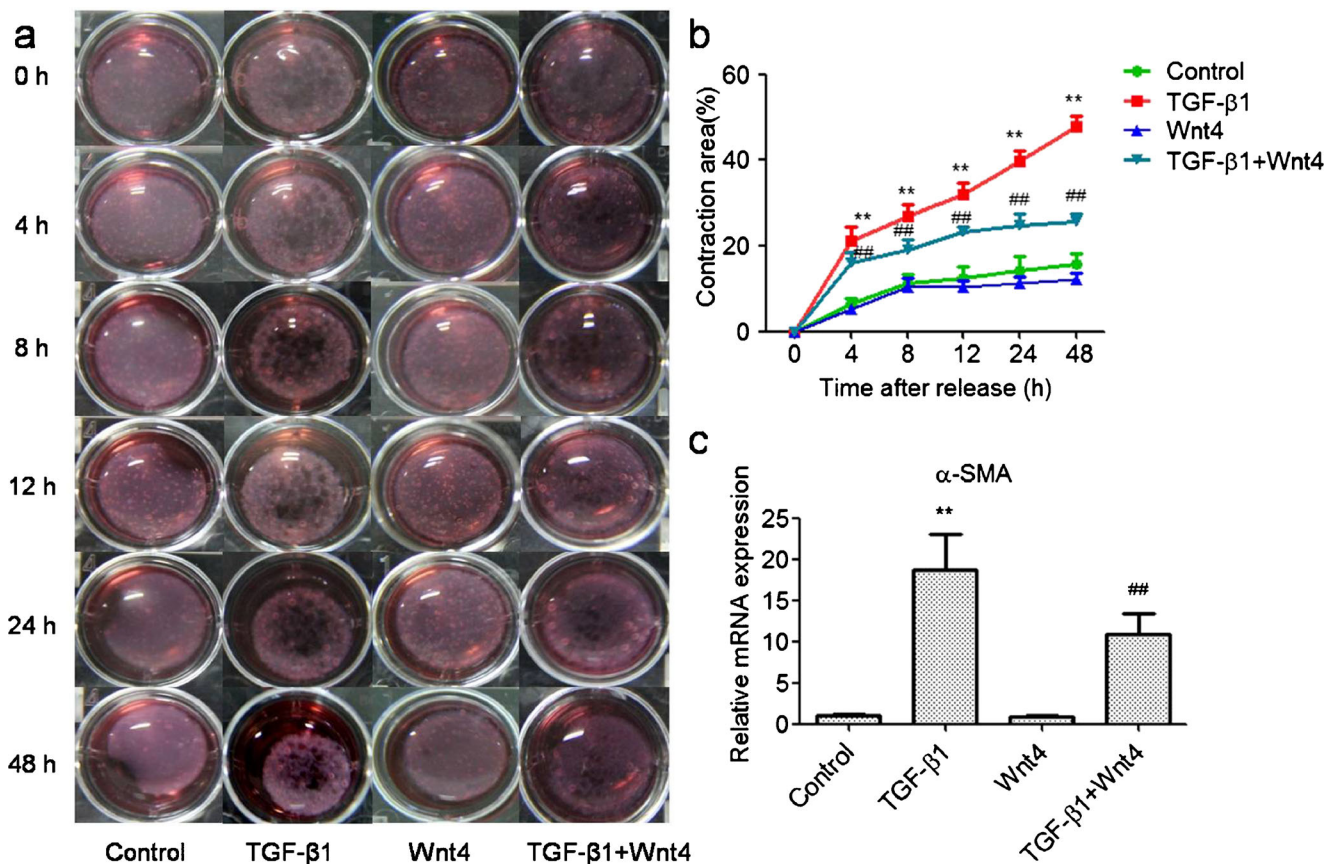 a
0 h
4 h
8 h
12 h
24 h
48 h
Control TGF-β1 Wnt4 TGF-β1+Wnt4
b
Contraction area(%)
60
40
20
0
0 4 8 12 24 48
Time after release (h)
** ** ** ** **
## ## ## ## ##
Control
TGF-β1
Wnt4
TGF-β1+Wnt4
c
α-SMA
Relative mRNA expression
25
20
15
10
5
0
**
##
Control TGF-β1 Wnt4 TGF-β1+Wnt4